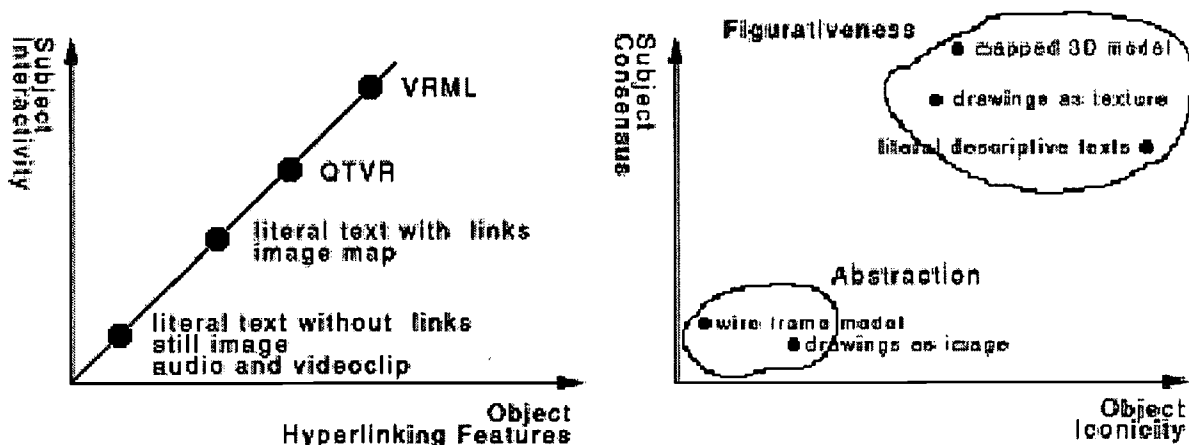 Subject
Interactivity
VRML
QTVR
literal text with links
image map
literal text without links
still image
audio and videoclip
Object
Hyperlinking Features
Subject
Consensus
Figurativeness
mapped 3D model
drawings as texture
literal descriptive texts
Abstraction
wire frame model
drawings as image
Object
Iconicity